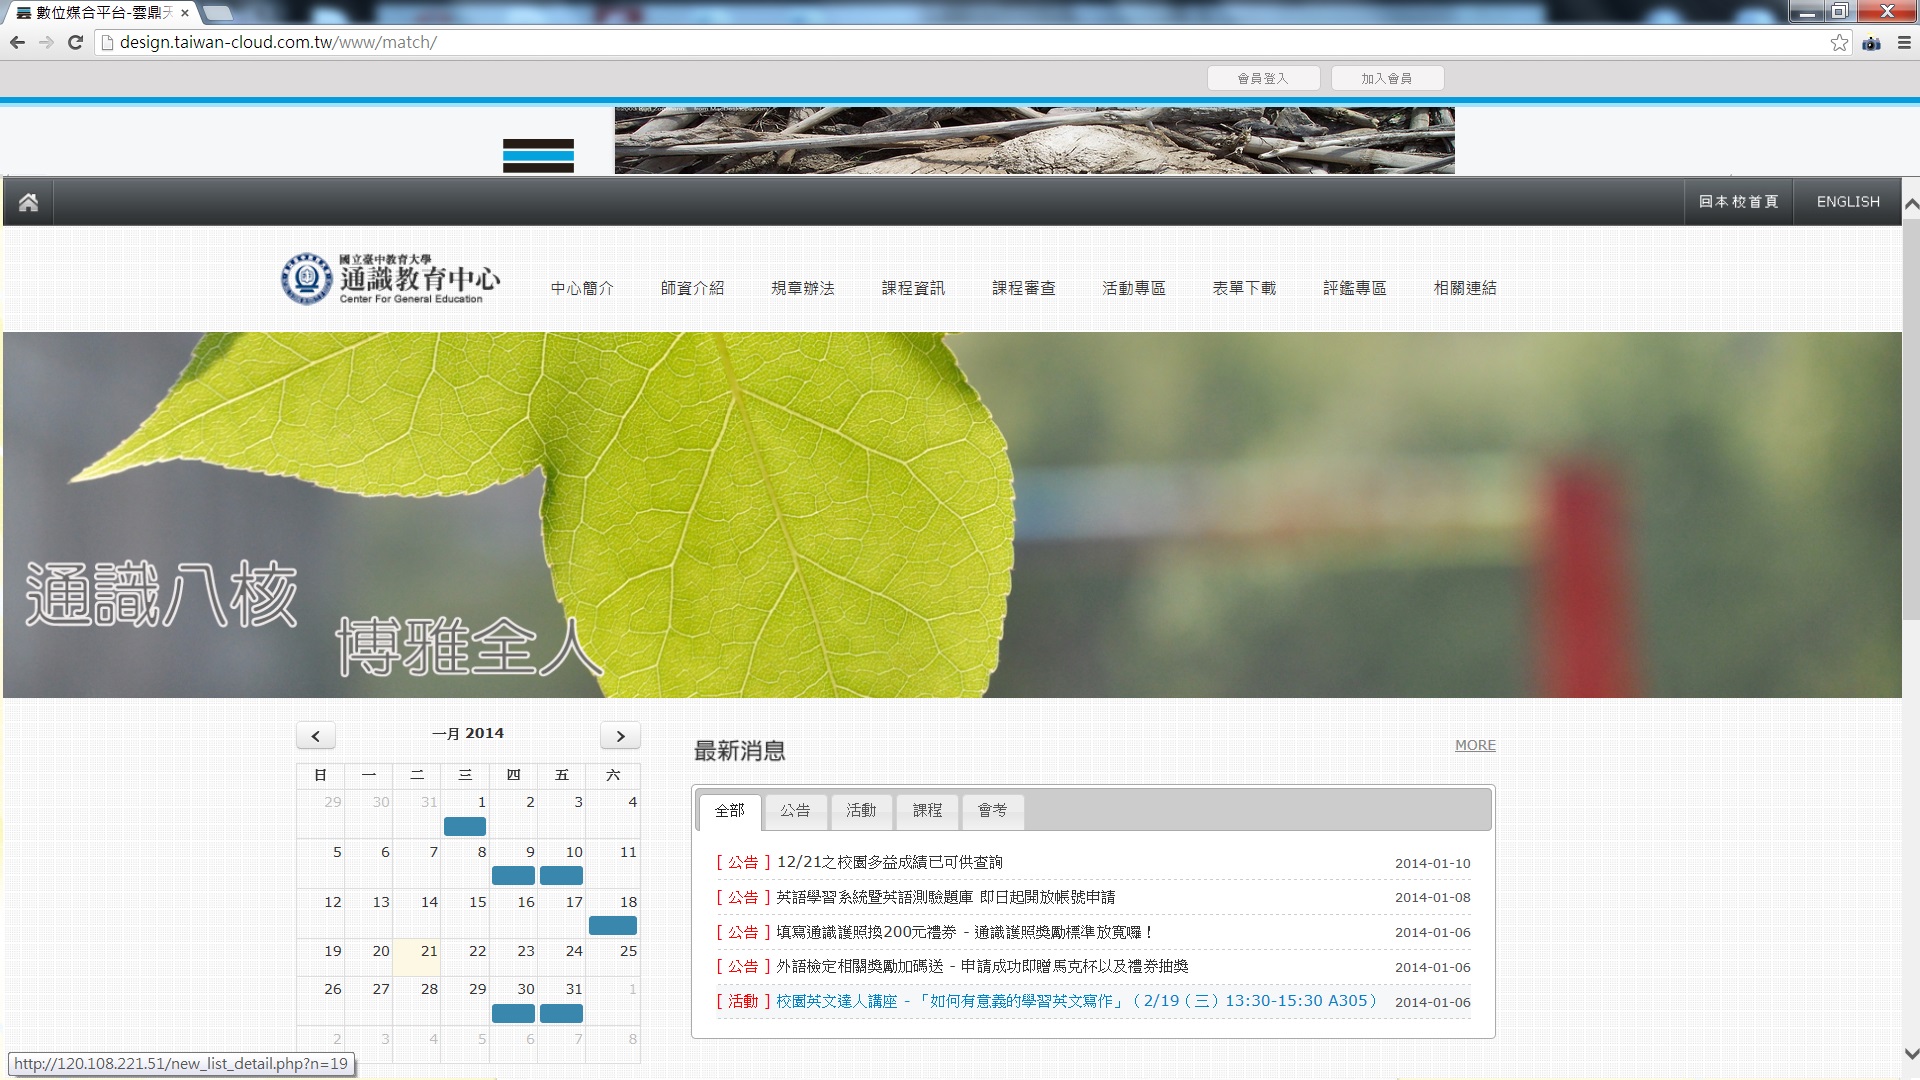 數位媒合平台-雲鼎天
design.taiwan-cloud.com.tw/www/match/
會員登入 加入會員
回本校首頁 ENGLISH
國立臺中教育大學
通識教育中心
Center For General Education
中心簡介 師資介紹 規章辦法 課程資訊 課程審查 活動專區 表單下載 評鑑專區 相關連結
通識八核
博雅全人
一月 2014
日 一 二 三 四 五 六
29 30 31 1 2 3 4
5 6 7 8 9 10 11
12 13 14 15 16 17 18
19 20 21 22 23 24 25
26 27 28 29 30 31 1
2 3 4 5 6 7 8
最新消息 MORE
全部 公告 活動 課程 會考
[ 公告 ] 12/21之校園多益成績已可供查詢 2014-01-10
[ 公告 ] 英語學習系統暨英語測驗題庫 即日起開放帳號申請 2014-01-08
[ 公告 ] 填寫通識護照換200元禮券 - 通識護照獎勵標準放寬囉！ 2014-01-06
[ 公告 ] 外語檢定相關獎勵加碼送 - 申請成功即贈馬克杯以及禮券抽獎 2014-01-06
[ 活動 ] 校園英文達人講座 - 「如何有意義的學習英文寫作」（2/19（三）13:30-15:30 A305） 2014-01-06
http://120.108.221.51/new_list_detail.php?n=19